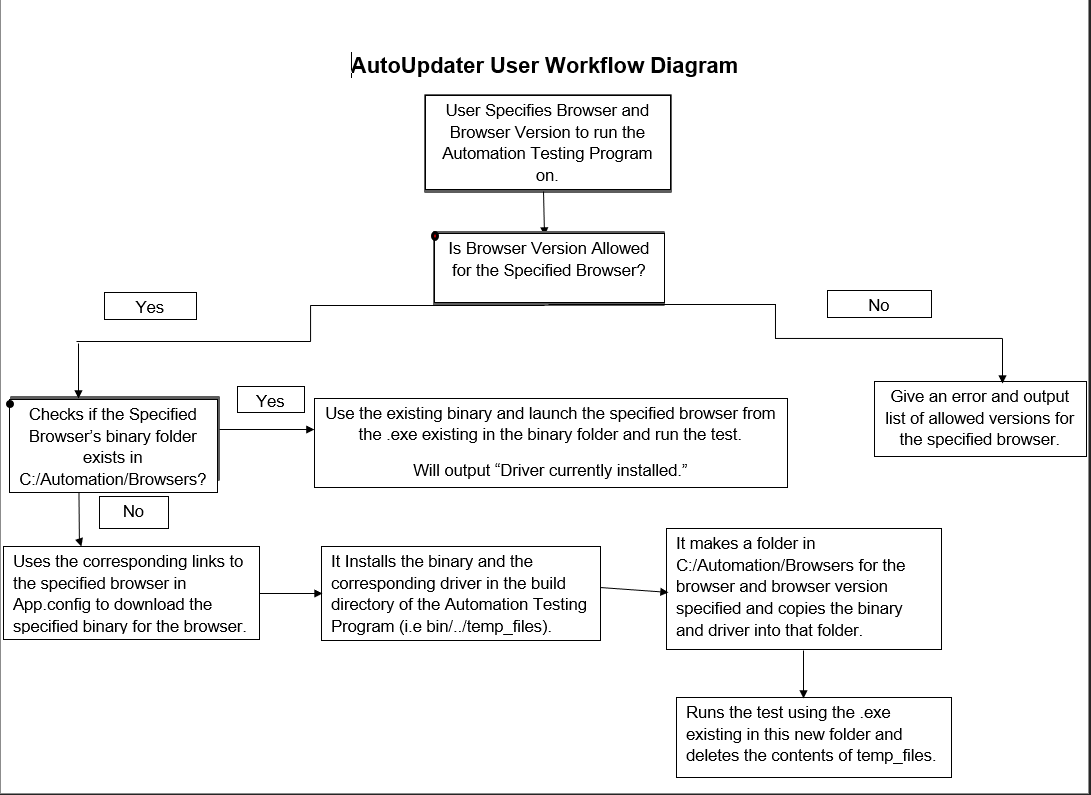 AutoUpdater User Workflow Diagram
User Specifies Browser and
Browser Version to run the
Automation Testing Program
on.
Is Browser Version Allowed
for the Specified Browser?
Yes
No
Checks if the Specified
Browser’s binary folder
exists in
C:/Automation/Browsers?
Yes
Use the existing binary and launch the specified browser from
the .exe existing in the binary folder and run the test.
Will output “Driver currently installed.”
Give an error and output
list of allowed versions for
the specified browser.
No
Uses the corresponding links to
the specified browser in
App.config to download the
specified binary for the browser.
It Installs the binary and the
corresponding driver in the build
directory of the Automation Testing
Program (i.e bin/../temp_files).
It makes a folder in
C:/Automation/Browsers for the
browser and browser version
specified and copies the binary
and driver into that folder.
Runs the test using the .exe
existing in this new folder and
deletes the contents of temp_files.